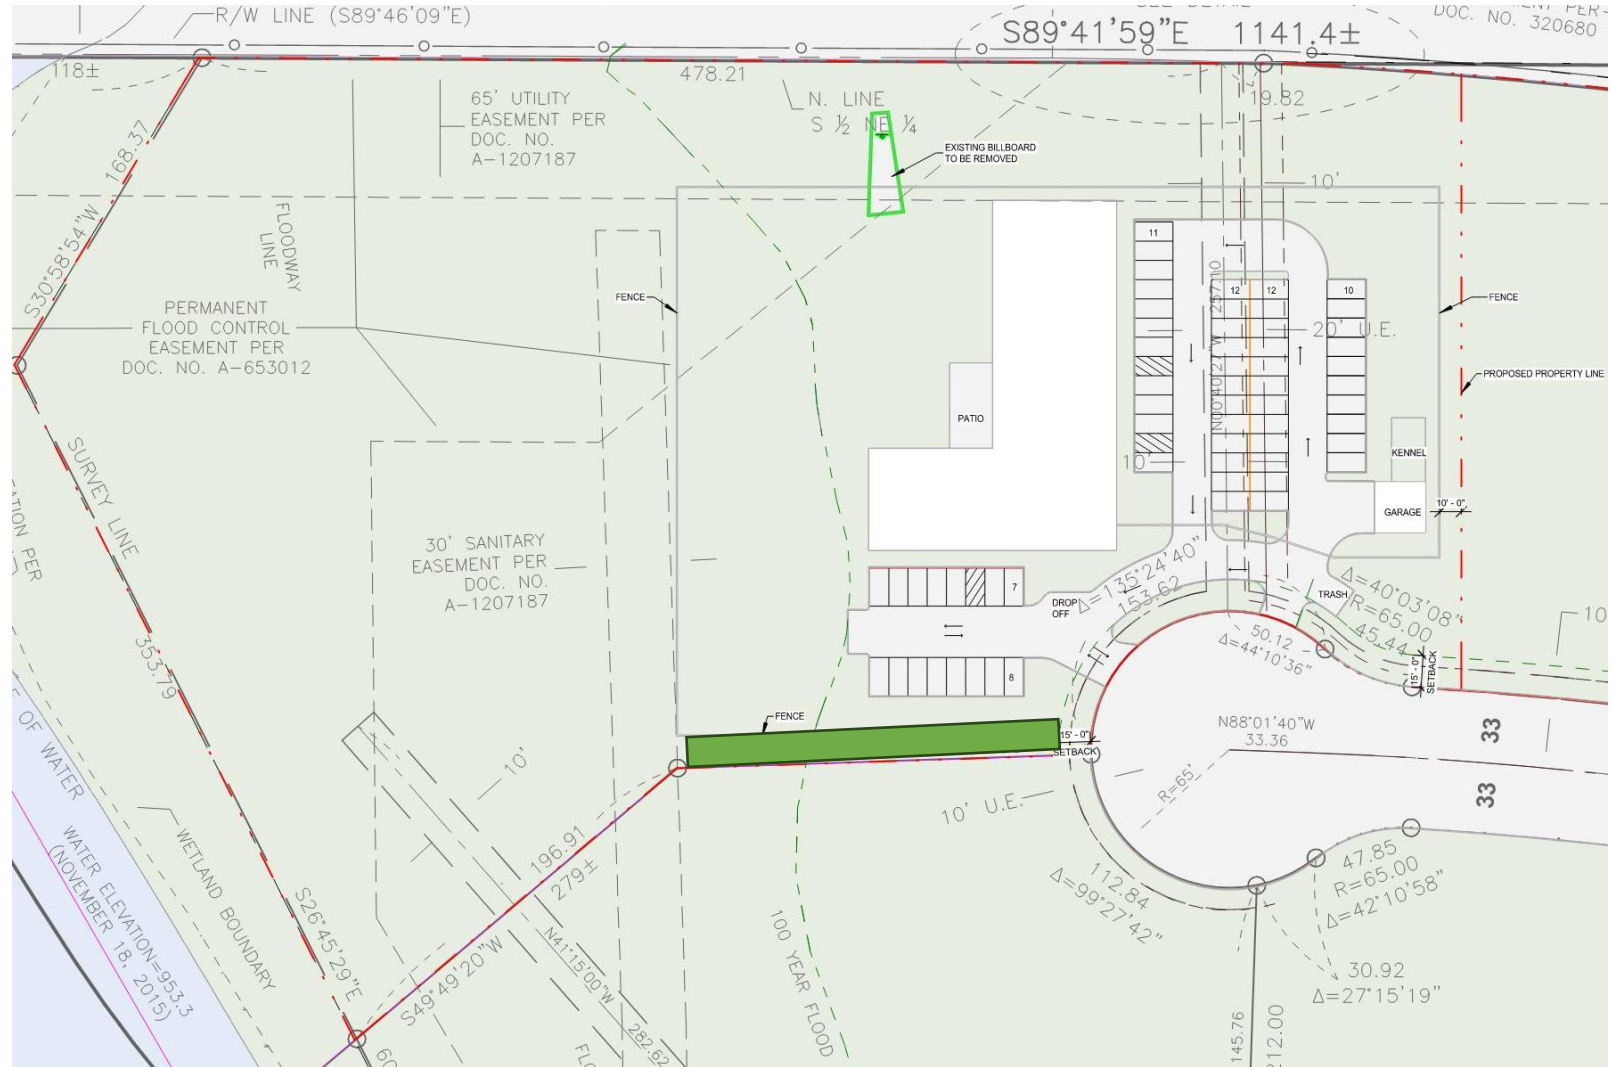 R/W LINE (S89°46'09"E)
S89°41'59"E 1141.4±
DOC. NO. 320680
118±
478.21
19.82
65' UTILITY
EASEMENT PER
DOC. NO.
A-1207187
N. LINE
S ½ NE ¼
EXISTING BILLBOARD
TO BE REMOVED
168.37
S30°58'54"W
FLOODWAY
LINE
10'
11
12
12
10
FENCE
FENCE
N00°40'27"W 257.10
20' U.E.
PERMANENT
FLOOD CONTROL
EASEMENT PER
DOC. NO. A-653012
PROPOSED PROPERTY LINE
PATIO
KENNEL
10'
GARAGE
10' - 0"
SURVEY LINE
353.79
30' SANITARY
EASEMENT PER
DOC. NO.
A-1207187
7
DROP
OFF
Δ=135°24'40"
153.62
TRASH
Δ=40°03'08"
R=65.00
45.44
10
50.12
Δ=44°10'36"
15' - 0"
SETBACK
8
FENCE
15' - 0"
SETBACK
N88°01'40"W
33.36
33
33
R=65'
10' U.E.
10'
OF WATER
WATER ELEVATION=953.3
(NOVEMBER 18, 2015)
WETLAND BOUNDARY
S26°45'29"E
196.91
279±
S49°49'20"W
N41°15'00"W
282.62
100 YEAR FLOOD
112.84
Δ=99°27'42"
47.85
R=65.00
Δ=42°10'58"
30.92
Δ=27°15'19"
145.76
212.00
60